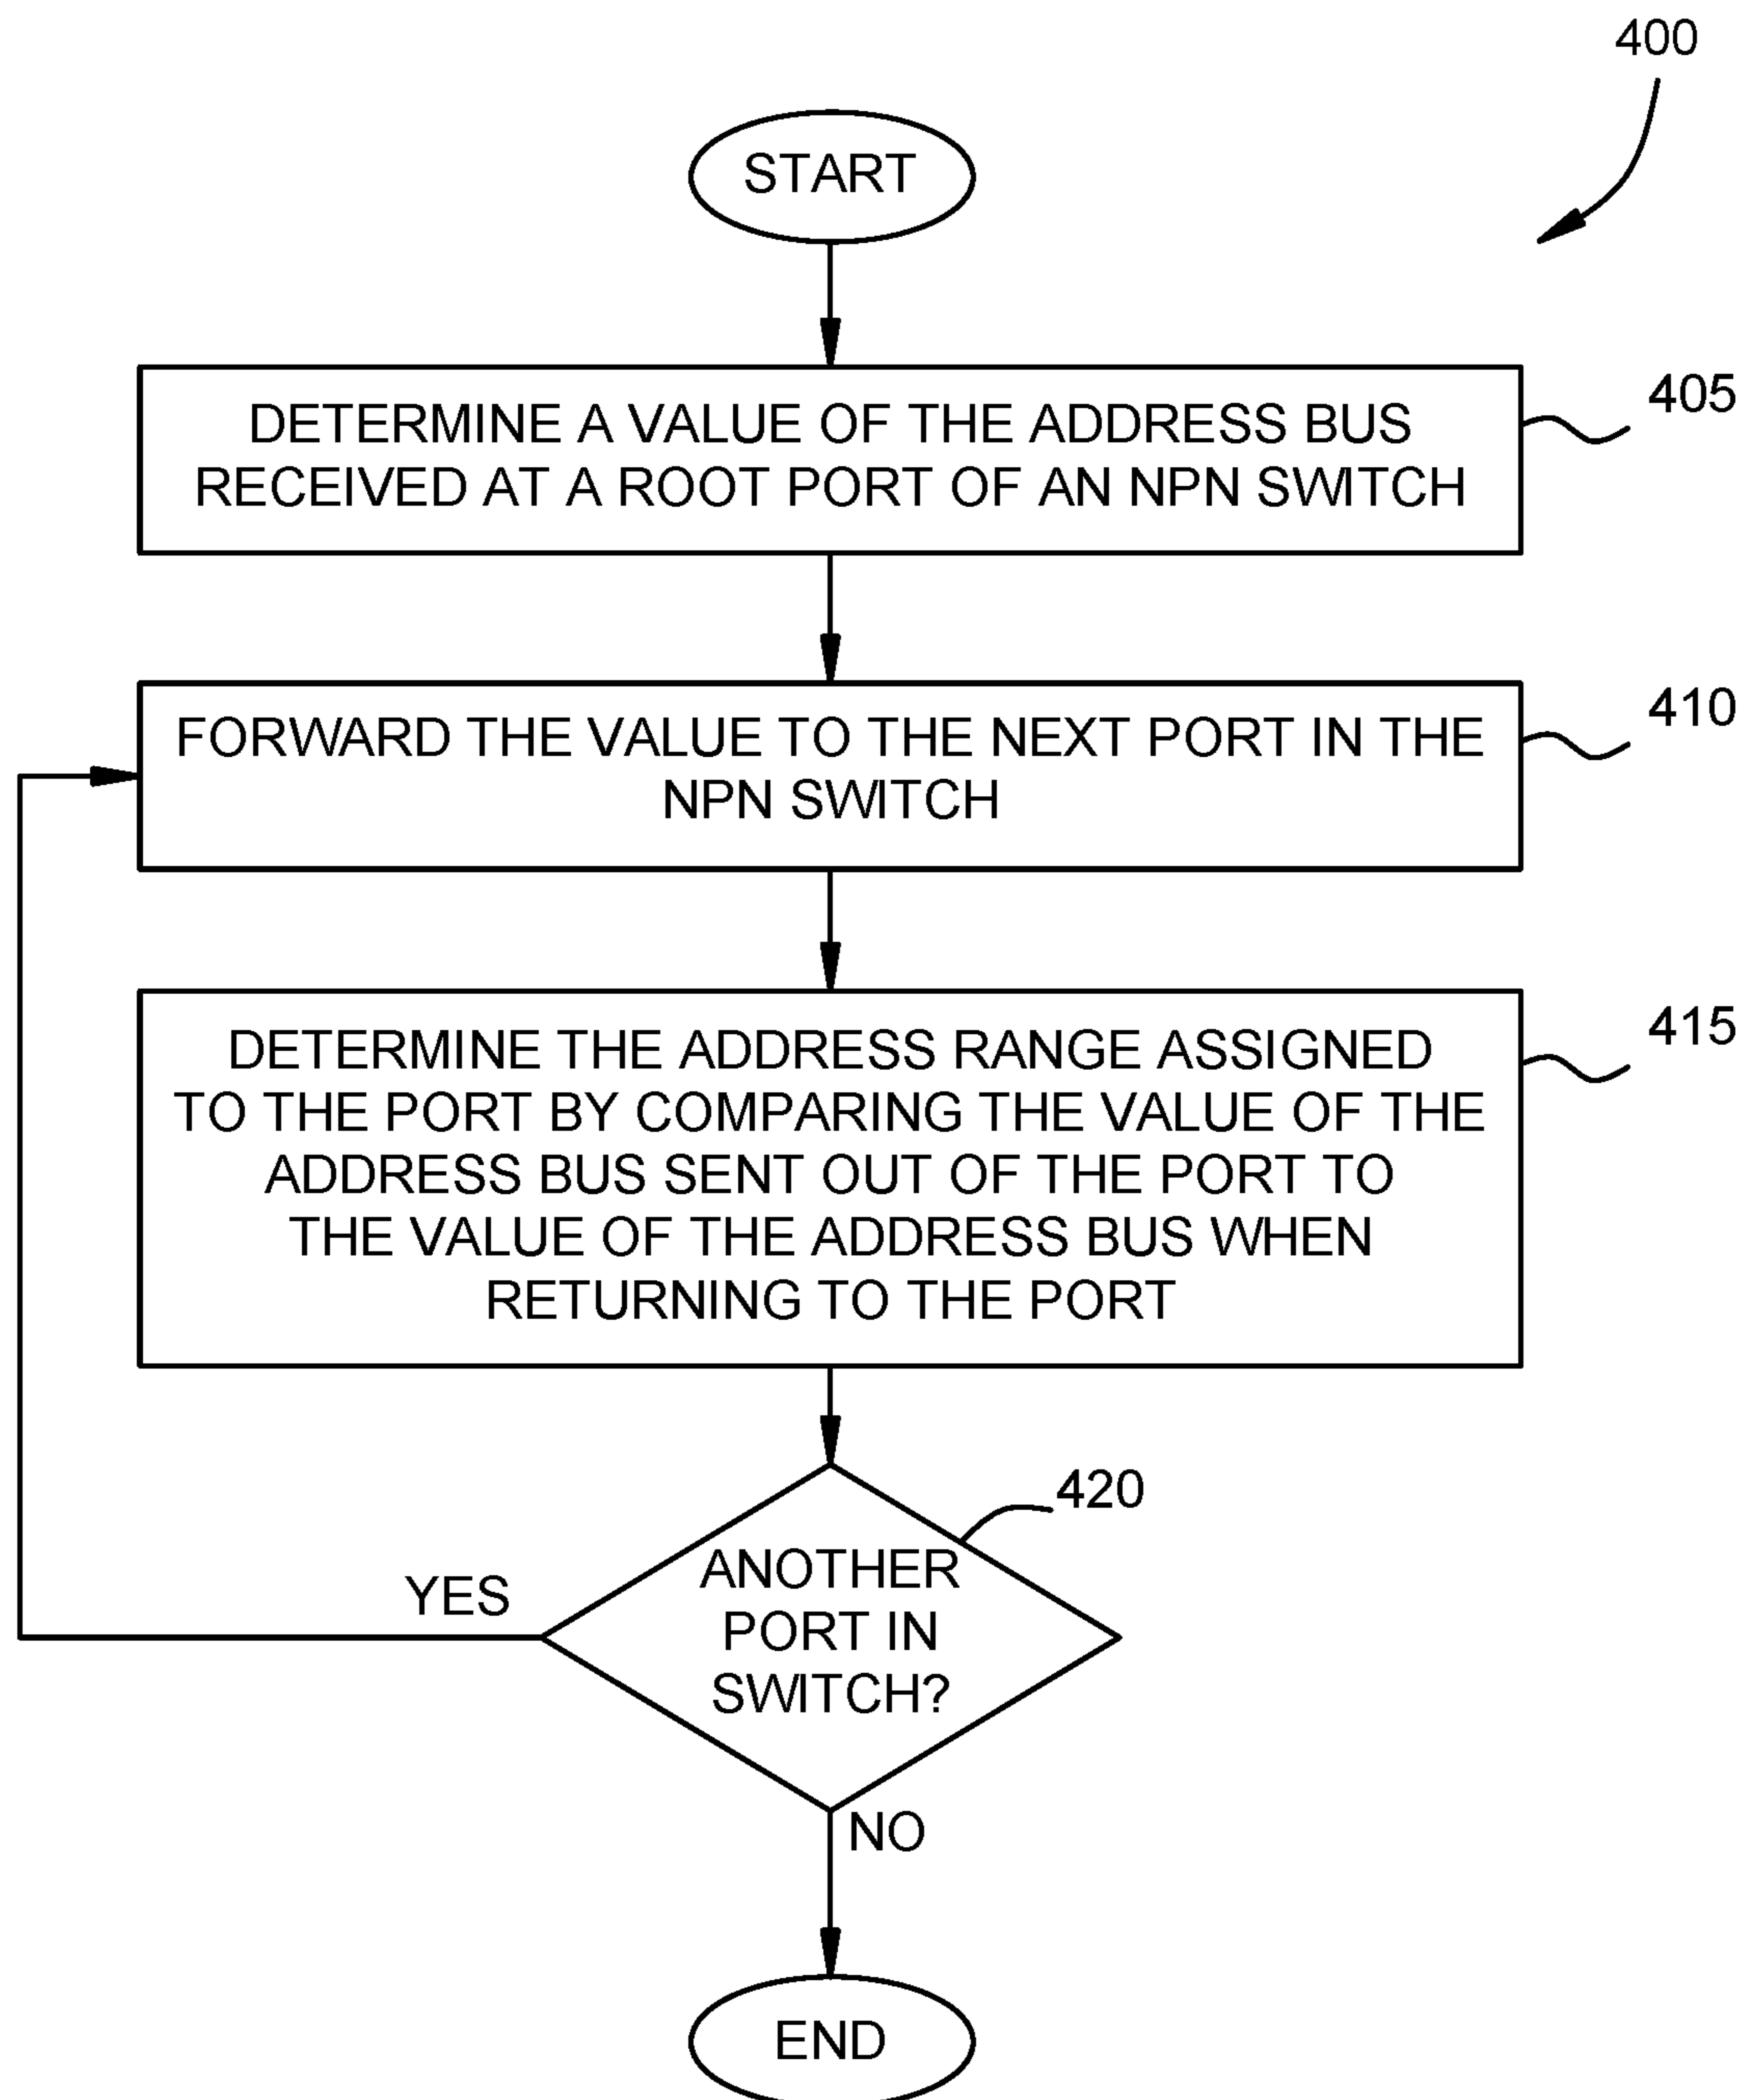 400
START
DETERMINE A VALUE OF THE ADDRESS BUS
RECEIVED AT A ROOT PORT OF AN NPN SWITCH
405
FORWARD THE VALUE TO THE NEXT PORT IN THE
NPN SWITCH
410
DETERMINE THE ADDRESS RANGE ASSIGNED
TO THE PORT BY COMPARING THE VALUE OF THE
ADDRESS BUS SENT OUT OF THE PORT TO
THE VALUE OF THE ADDRESS BUS WHEN
RETURNING TO THE PORT
415
420
ANOTHER
PORT IN
SWITCH?
YES
NO
END